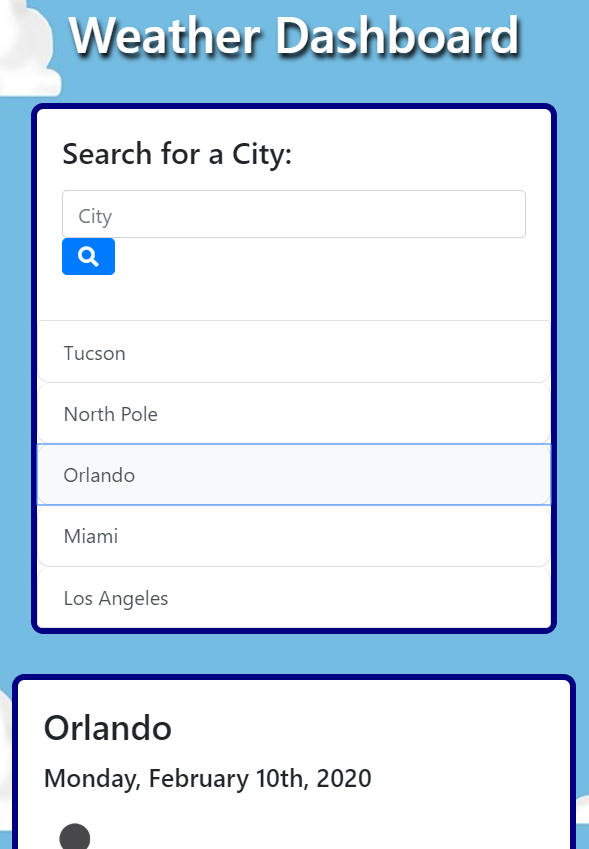 Weather Dashboard
Search for a City:
City
Tucson
North Pole
Orlando
Miami
Los Angeles
Orlando
Monday, February 10th, 2020